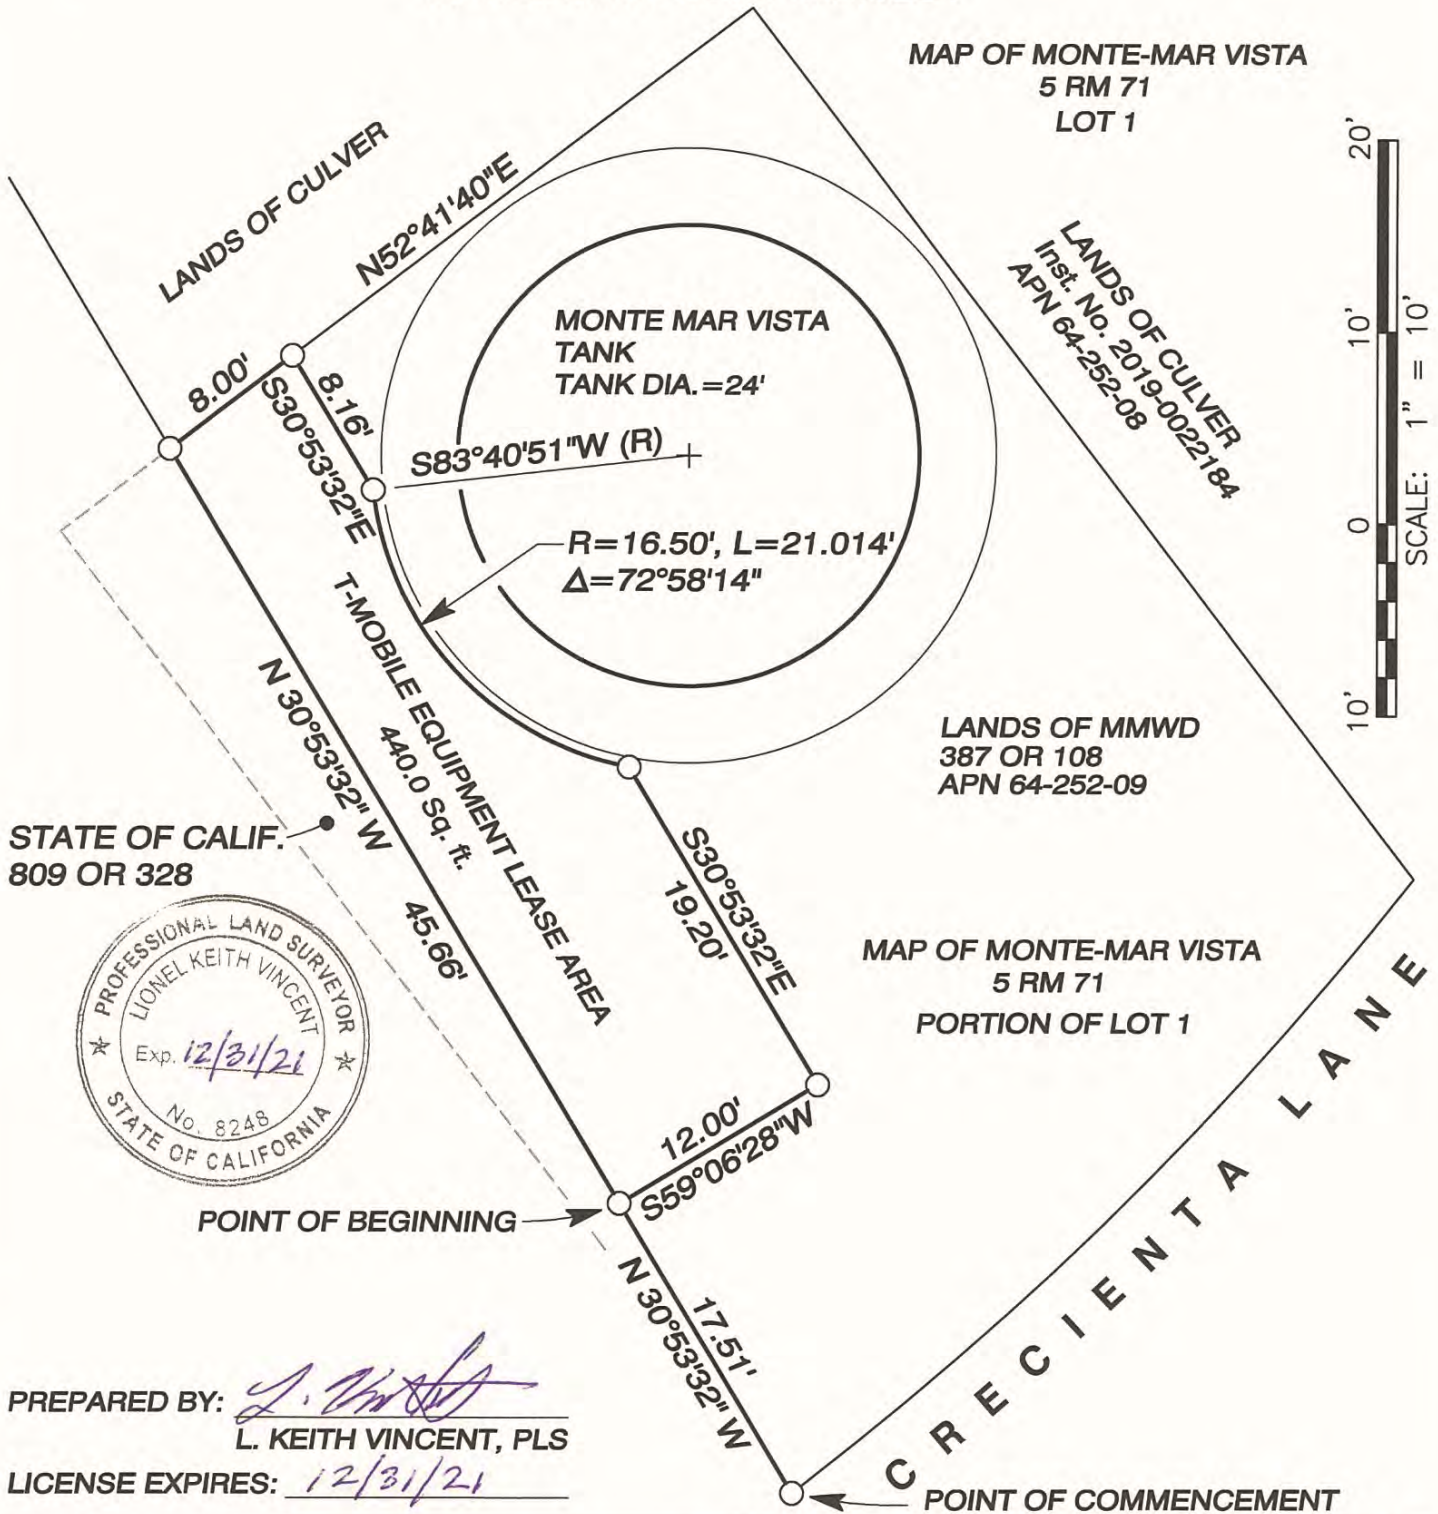 MAP OF MONTE-MAR VISTA
5 RM 71
LOT 1
LANDS OF CULVER
N52°41'40"E
20'
10'
0
10'
SCALE: 1" = 10'
LANDS OF CULVER
Inst. No. 2019-0022184
APN 64-252-08
MONTE MAR VISTA
TANK
TANK DIA.=24'
8.00'
8.16'
S30°53'32"E
S83°40'51"W (R)
R=16.50', L=21.014'
Δ=72°58'14"
T-MOBILE EQUIPMENT LEASE AREA
440.0 Sq. ft.
N 30°53'32" W
45.66'
LANDS OF MMWD
387 OR 108
APN 64-252-09
STATE OF CALIF.
809 OR 328
S30°53'32"E
19.20'
PROFESSIONAL LAND SURVEYOR
LIONEL KEITH VINCENT
Exp. 12/31/21
No. 8248
STATE OF CALIFORNIA
MAP OF MONTE-MAR VISTA
5 RM 71
PORTION OF LOT 1
12.00'
S59°06'28"W
POINT OF BEGINNING
17.51'
N 30°53'32" W
CRECIENTA LANE
PREPARED BY:
L. KEITH VINCENT, PLS
LICENSE EXPIRES: 12/31/21
POINT OF COMMENCEMENT